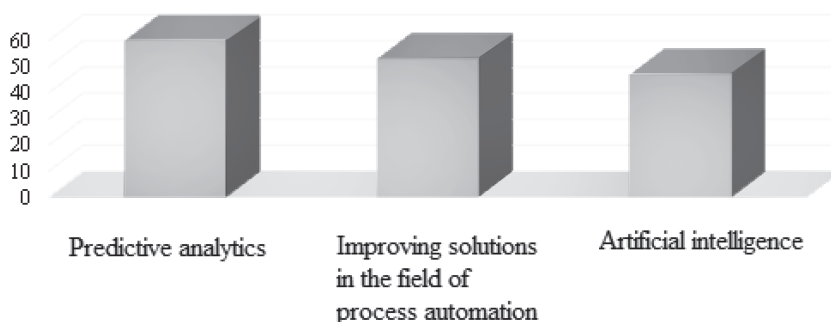 60
50
40
30
20
10
0
Predictive analytics
Improving solutions
in the field of
process automation
Artificial intelligence